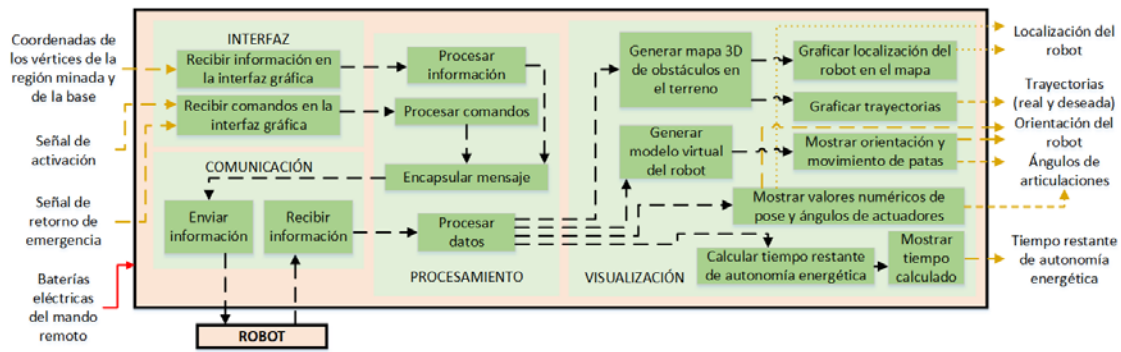 Coordenadas de
los vértices de la
región minada y
de la base
Señal de
activación
Señal de
retorno de
emergencia
Baterías
eléctricas
del mando
remoto
INTERFAZ
Recibir información en
la interfaz gráfica
Recibir comandos en la
interfaz gráfica
COMUNICACIÓN
Enviar
información
Recibir
información
ROBOT
Procesar
información
Procesar comandos
Encapsular mensaje
Procesar
datos
PROCESAMIENTO
Generar mapa 3D
de obstáculos en
el terreno
Graficar localización del
robot en el mapa
Graficar trayectorias
Generar
modelo virtual
del robot
Mostrar orientación y
movimiento de patas
Mostrar valores numéricos de
pose y ángulos de actuadores
Calcular tiempo restante
de autonomía energética
Mostrar
tiempo
calculado
VISUALIZACIÓN
Localización del
robot
Trayectorias
(real y deseada)
Orientación del
robot
Ángulos de
articulaciones
Tiempo restante
de autonomía
energética